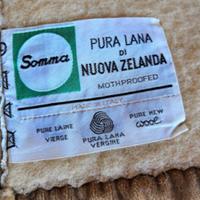 Somma
PURA LANA
DI
NUOVA ZELANDA
MOTHPROOFED
MADE IN ITALY
PURE LAINE
VIERGE
PURA LANA
VERGINE
PURE NEW
WOOL